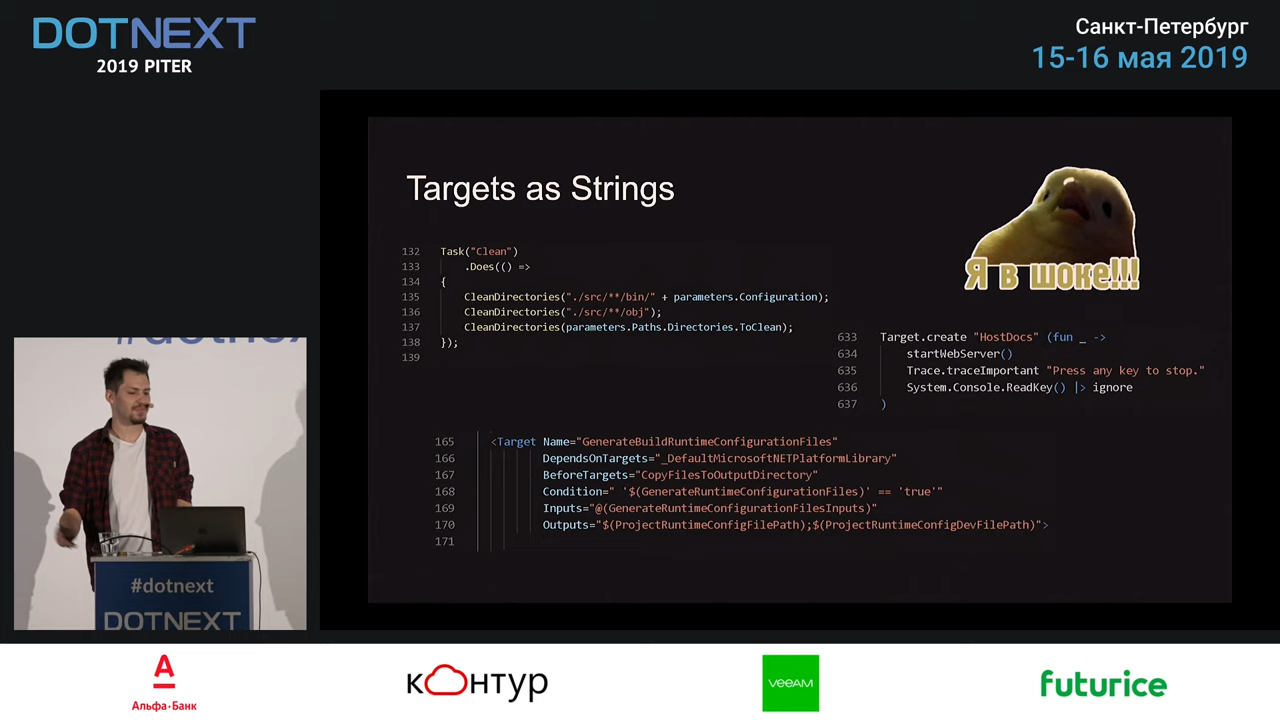 DOTNEXT
2019 PITER
Санкт-Петербург
15-16 мая 2019
Targets as Strings
132 Task("Clean")
133 .Does(() =>
134 {
135 CleanDirectories("./src/**/bin/" + parameters.Configuration);
136 CleanDirectories("./src/**/obj");
137 CleanDirectories(parameters.Paths.Directories.ToClean);
138 });
139
Я в шоке!!!
633 Target.create "HostDocs" (fun _ ->
634 startWebServer()
635 Trace.traceImportant "Press any key to stop."
636 System.Console.ReadKey() |> ignore
637 )
165 <Target Name="GenerateBuildRuntimeConfigurationFiles"
166 DependsOnTargets="_DefaultMicrosoftNETPlatformLibrary"
167 BeforeTargets="CopyFilesToOutputDirectory"
168 Condition=" '$(GenerateRuntimeConfigurationFiles)' == 'true'"
169 Inputs="@(GenerateRuntimeConfigurationFilesInputs)"
170 Outputs="$(ProjectRuntimeConfigFilePath);$(ProjectRuntimeConfigDevFilePath)">
171
#dotnext
DOTNEXT
А
Альфа·Банк
контур
veeam
futurice